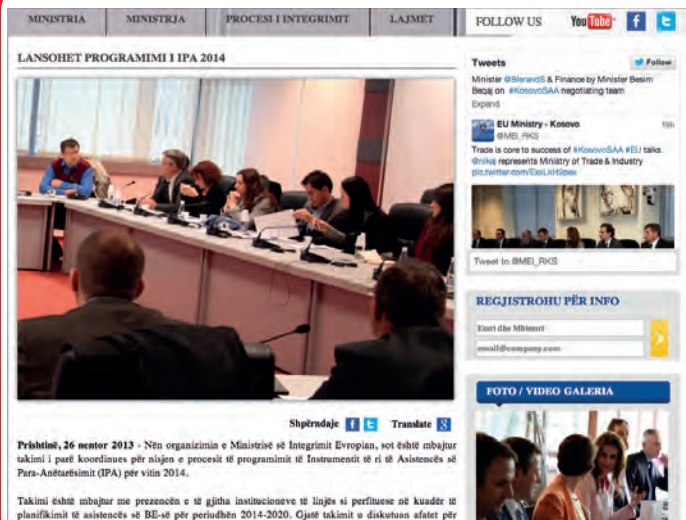 MINISTRIA MINISTRJA PROCESI I INTEGRIMIT LAJMET FOLLOW US You Tube
LANSOHET PROGRAMIMI I IPA 2014
Shpërndaje Translate
Prishtinë, 26 nentor 2013 - Nën organizimin e Ministrisë së Integrimit Evropian, sot është mbajtur
takimi i parë koordinues për nisjen e procesit të programimit të Instrumentit të ri të Asistencës së
Para-Anëtarësimit (IPA) për vitin 2014.
Takimi është mbajtur me prezencën e të gjitha institucioneve të linjës si perfituese në kuadër të
planifikimit të asistencës së BE-së për periudhën 2014-2020. Gjatë takimit u diskutuan afatet për
Tweets Follow
Minister @BlerandS & Finance by Minister Besim
Beqaj on #KosovoSAA negotiating team
Expand
EU Ministry - Kosovo
@MEI_RKS
Trade is core to success of #KosovoSAA #EU talks.
@nikaj represents Ministry of Trade & Industry
Tweet to @MEI_RKS
REGJISTROHU PËR INFO
Emri dhe Mbiemri
email@company.com
FOTO / VIDEO GALERIA